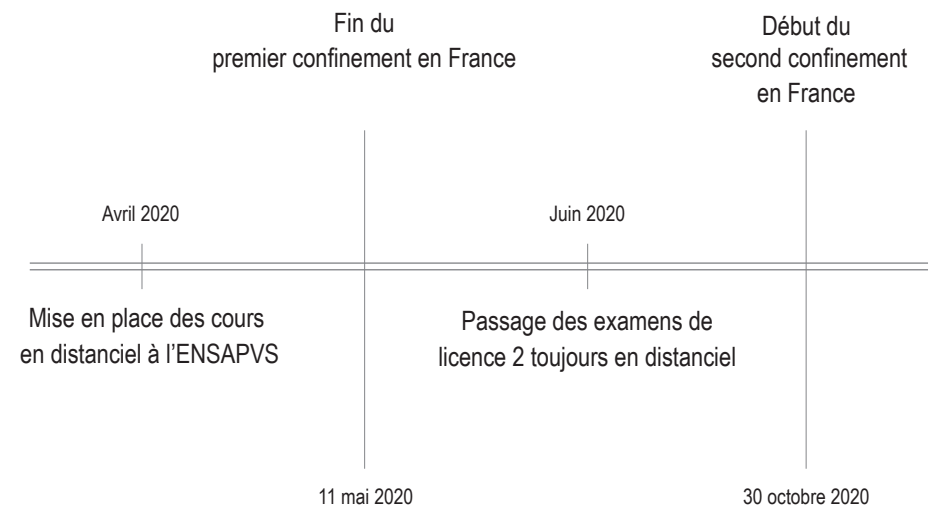 Fin du
premier confinement en France
Début du
second confinement
en France
Avril 2020
Juin 2020
Mise en place des cours
en distanciel à l’ENSAPVS
Passage des examens de
licence 2 toujours en distanciel
11 mai 2020
30 octobre 2020